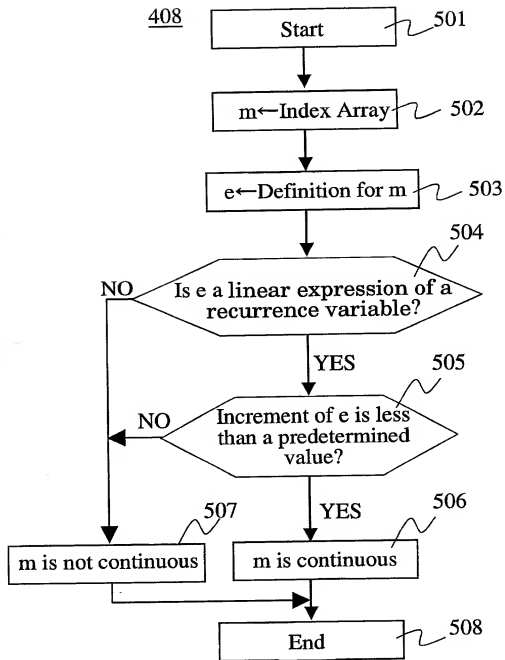 408
Start
501
m←Index Array
502
e←Definition for m
503
504
NO
Is e a linear expression of a
recurrence variable?
YES
505
NO
Increment of e is less
than a predetermined
value?
507
YES
506
m is not continuous
m is continuous
508
End